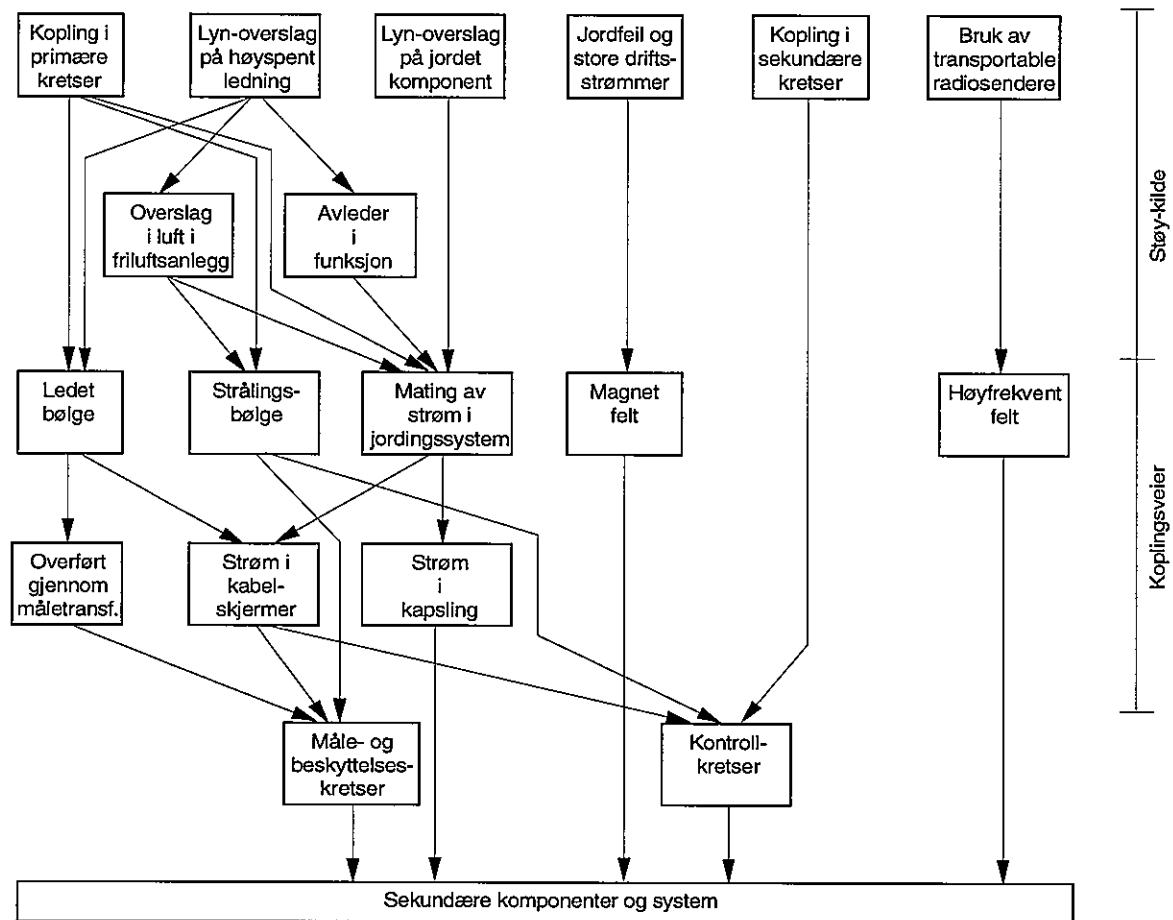 Kopling i
primære
kretser
Lyn-overslag
på høyspent
ledning
Lyn-overslag
på jordet
komponent
Jordfeil og
store drifts-
strømmer
Kopling i
sekundære
kretser
Bruk av
transportable
radiosendere
Overslag
i luft i
friluftsanlegg
Avleder
i
funksjon
Støy-kilde
Ledet
bølge
Strålings-
bølge
Mating av
strøm i
jordingssystem
Magnet
felt
Høyfrekvent
felt
Overført
gjennom
måletransf.
Strøm i
kabel-
skjermer
Strøm
i
kapsling
Koplingsveier
Måle- og
beskyttelses-
kretser
Kontroll-
kretser
Sekundære komponenter og system